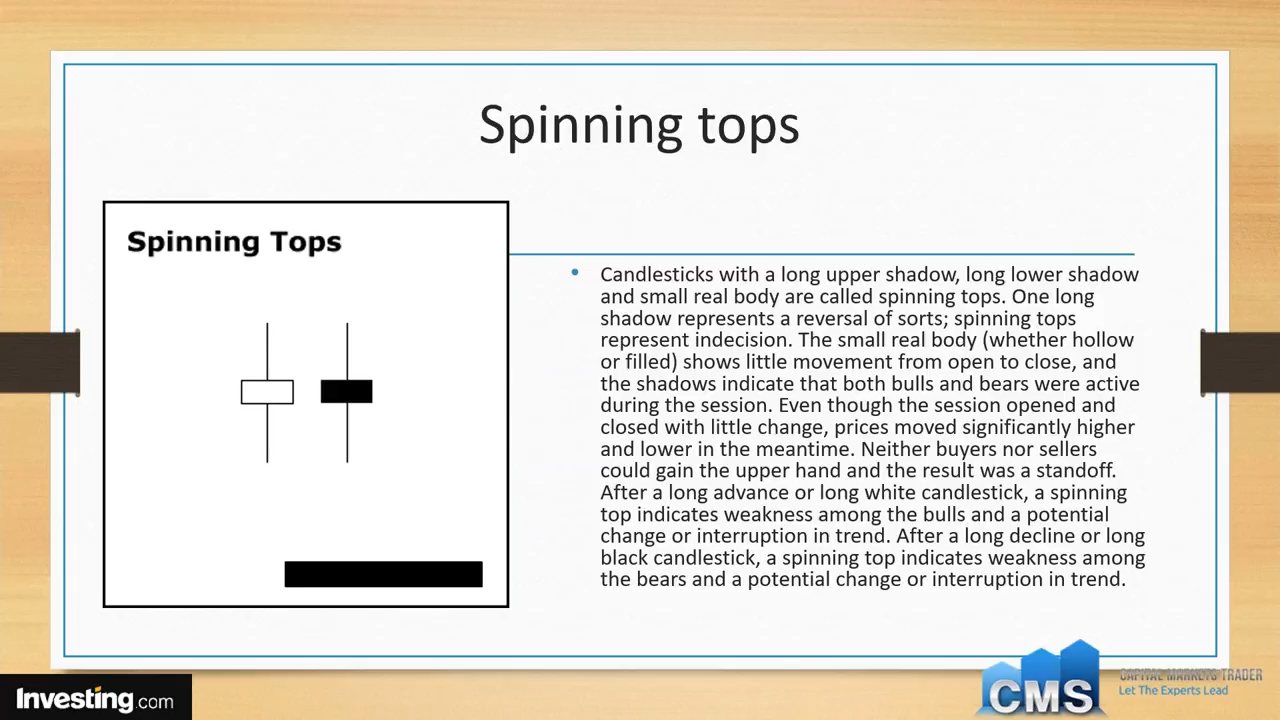 Spinning tops
Spinning Tops
• Candlesticks with a long upper shadow, long lower shadow
and small real body are called spinning tops. One long
shadow represents a reversal of sorts; spinning tops
represent indecision. The small real body (whether hollow
or filled) shows little movement from open to close, and
the shadows indicate that both bulls and bears were active
during the session. Even though the session opened and
closed with little change, prices moved significantly higher
and lower in the meantime. Neither buyers nor sellers
could gain the upper hand and the result was a standoff.
After a long advance or long white candlestick, a spinning
top indicates weakness among the bulls and a potential
change or interruption in trend. After a long decline or long
black candlestick, a spinning top indicates weakness among
the bears and a potential change or interruption in trend.
Investing.com
CMS
CAPITAL MARKETS TRADER
Let The Experts Lead